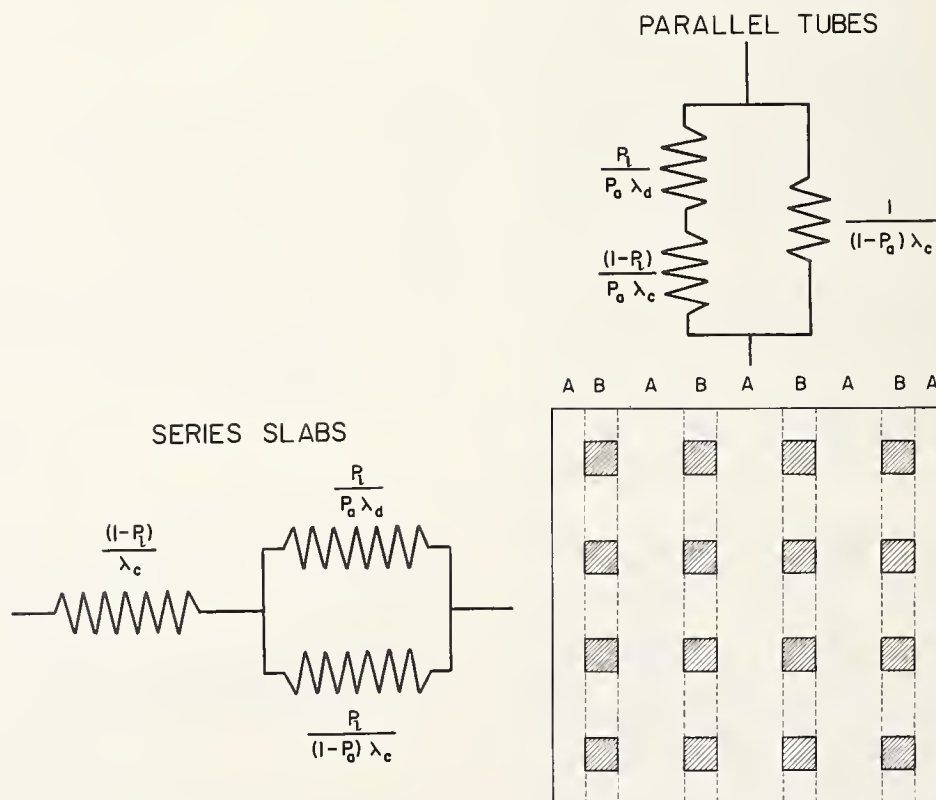 PARALLEL TUBES
P_l
P_a λ_d
(1-P_l)
P_a λ_c
1
(1-P_a) λ_c
A B A B A B A B A
SERIES SLABS
(1-P_l)
λ_c
P_l
P_a λ_d
P_l
(1-P_a) λ_c